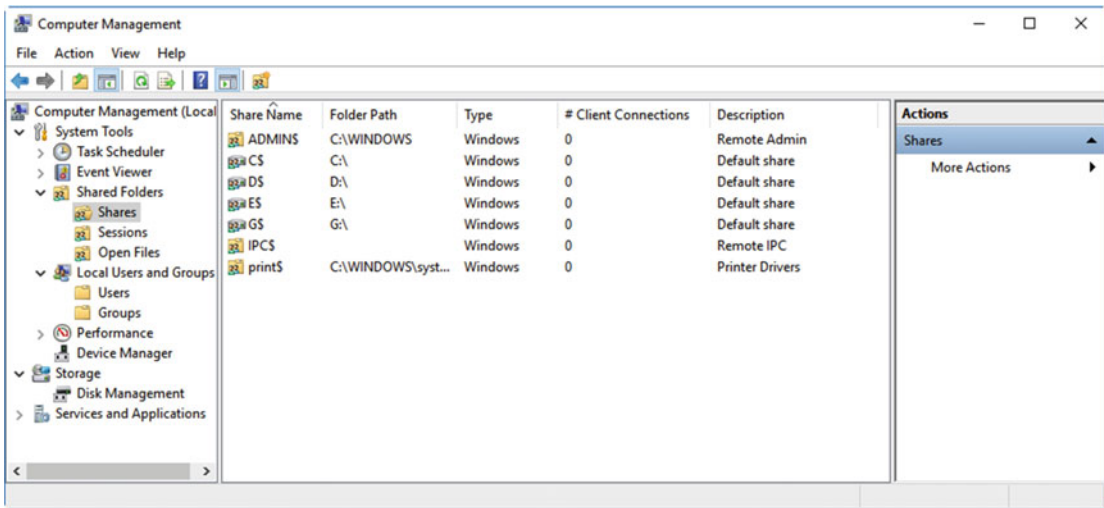 Computer Management
File Action View Help
Computer Management (Local
System Tools
Task Scheduler
Event Viewer
Shared Folders
Shares
Sessions
Open Files
Local Users and Groups
Users
Groups
Performance
Device Manager
Storage
Disk Management
Services and Applications
Share Name Folder Path Type # Client Connections Description
ADMIN$ C:\WINDOWS Windows 0 Remote Admin
C$ C:\ Windows 0 Default share
D$ D:\ Windows 0 Default share
E$ E:\ Windows 0 Default share
G$ G:\ Windows 0 Default share
IPC$ Windows 0 Remote IPC
print$ C:\WINDOWS\syst... Windows 0 Printer Drivers
Actions
Shares
More Actions